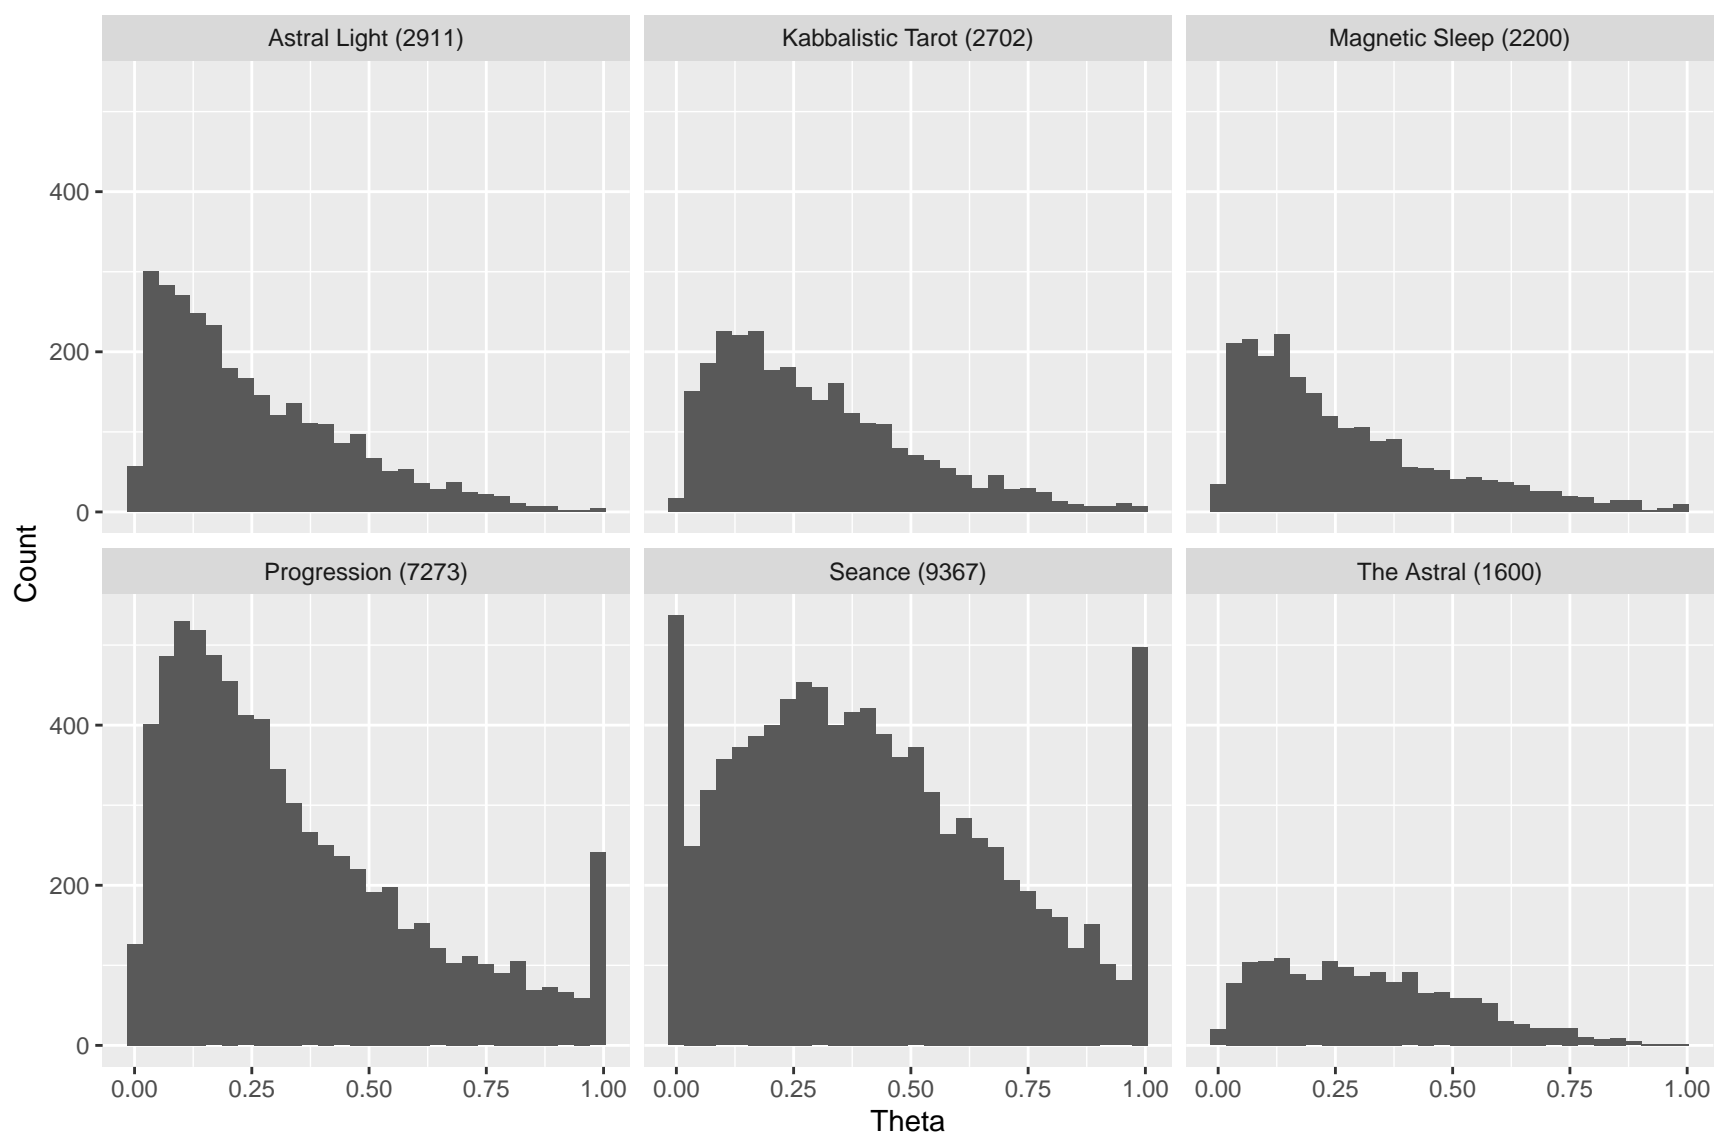 Astral Light (2911)
Kabbalistic Tarot (2702)
Magnetic Sleep (2200)
400
200
0
Count
Progression (7273)
Seance (9367)
The Astral (1600)
400
200
0
0.00 0.25 0.50 0.75 1.00
0.00 0.25 0.50 0.75 1.00
0.00 0.25 0.50 0.75 1.00
Theta